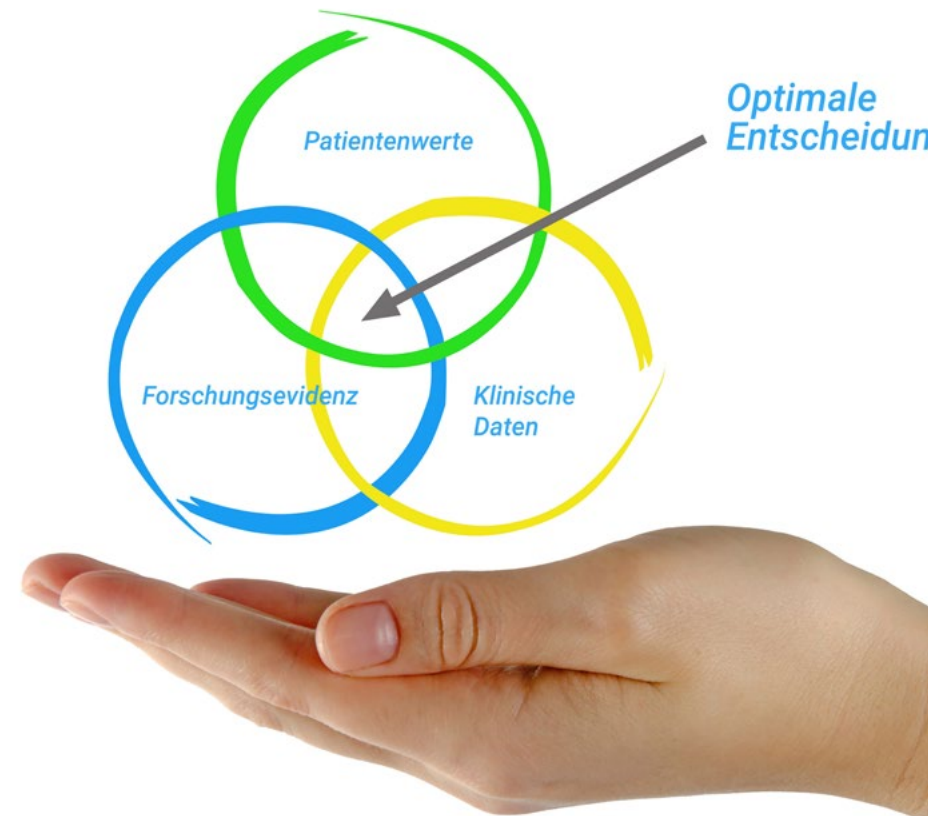 Patientenwerte
Optimale
Entscheidun
Forschungsevidenz
Klinische
Daten